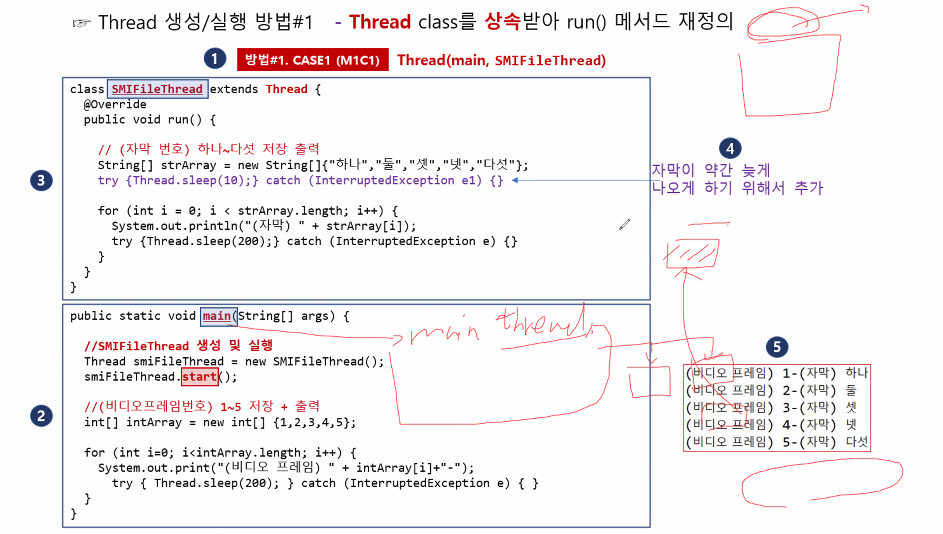 ☞ Thread 생성/실행 방법#1 - Thread class를 상속받아 run() 메서드 재정의
1 방법#1. CASE1 (M1C1) Thread(main, SMIFileThread)
class SMIFileThread extends Thread {
@Override
public void run() {
// (자막 번호) 하나~다섯 저장 출력
String[] strArray = new String[]{"하나","둘","셋","넷","다섯"};
try {Thread.sleep(10);} catch (InterruptedException e1) {}
for (int i = 0; i < strArray.length; i++) {
System.out.println("(자막) " + strArray[i]);
try {Thread.sleep(200);} catch (InterruptedException e) {}
}
}
}
3
4
자막이 약간 늦게
나오게 하기 위해서 추가
public static void main(String[] args) {
//SMIFileThread 생성 및 실행
Thread smiFileThread = new SMIFileThread();
smiFileThread.start();
//(비디오프레임번호) 1~5 저장 + 출력
int[] intArray = new int[] {1,2,3,4,5};
for (int i=0; i<intArray.length; i++) {
System.out.print("(비디오 프레임) " + intArray[i]+"-");
try { Thread.sleep(200); } catch (InterruptedException e) { }
}
}
2
main thread
5
(비디오 프레임) 1-(자막) 하나
(비디오 프레임) 2-(자막) 둘
(비디오 프레임) 3-(자막) 셋
(비디오 프레임) 4-(자막) 넷
(비디오 프레임) 5-(자막) 다섯